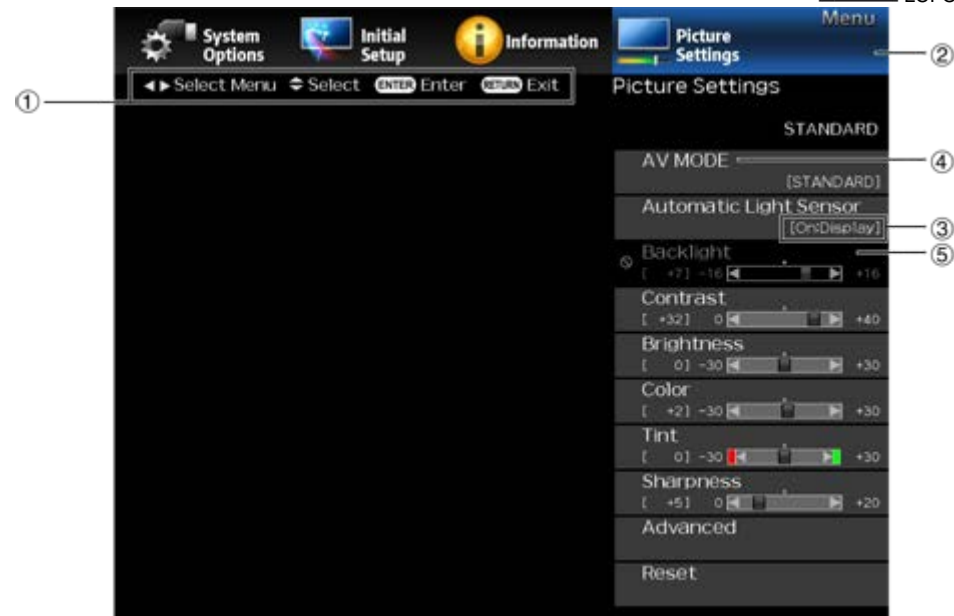 Menu
System Options
Initial Setup
Information
Picture Settings
②
①
◄► Select Menu ≑ Select ENTER Enter RETURN Exit
Picture Settings
STANDARD
AV MODE
④
[STANDARD]
Automatic Light Sensor
[On:Display]
③
Backlight
⑤
[ +7] -16 +16
Contrast
[ +32] 0 +40
Brightness
[ 0] -30 +30
Color
[ +2] -30 +30
Tint
[ 0] -30 +30
Sharpness
[ +5] 0 +20
Advanced
Reset